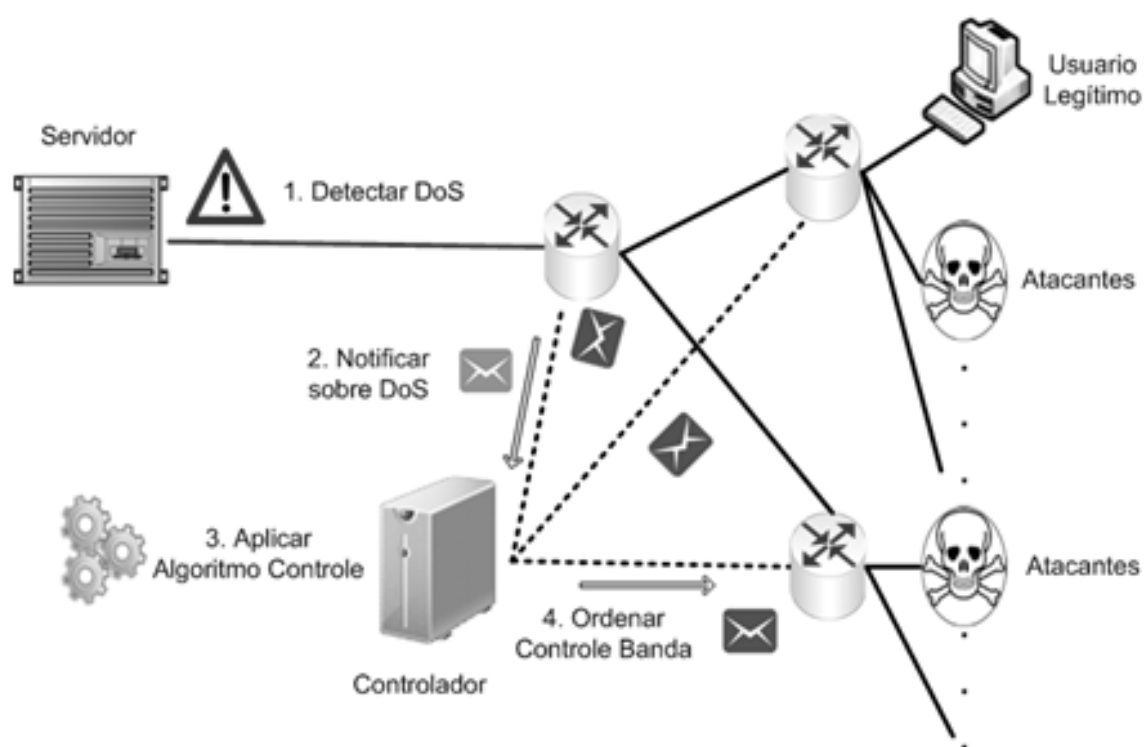 Usuario
Legítimo
Servidor
1. Detectar DoS
Atacantes
2. Notificar
sobre DoS
3. Aplicar
Algoritmo Controle
Atacantes
4. Ordenar
Controle Banda
Controlador